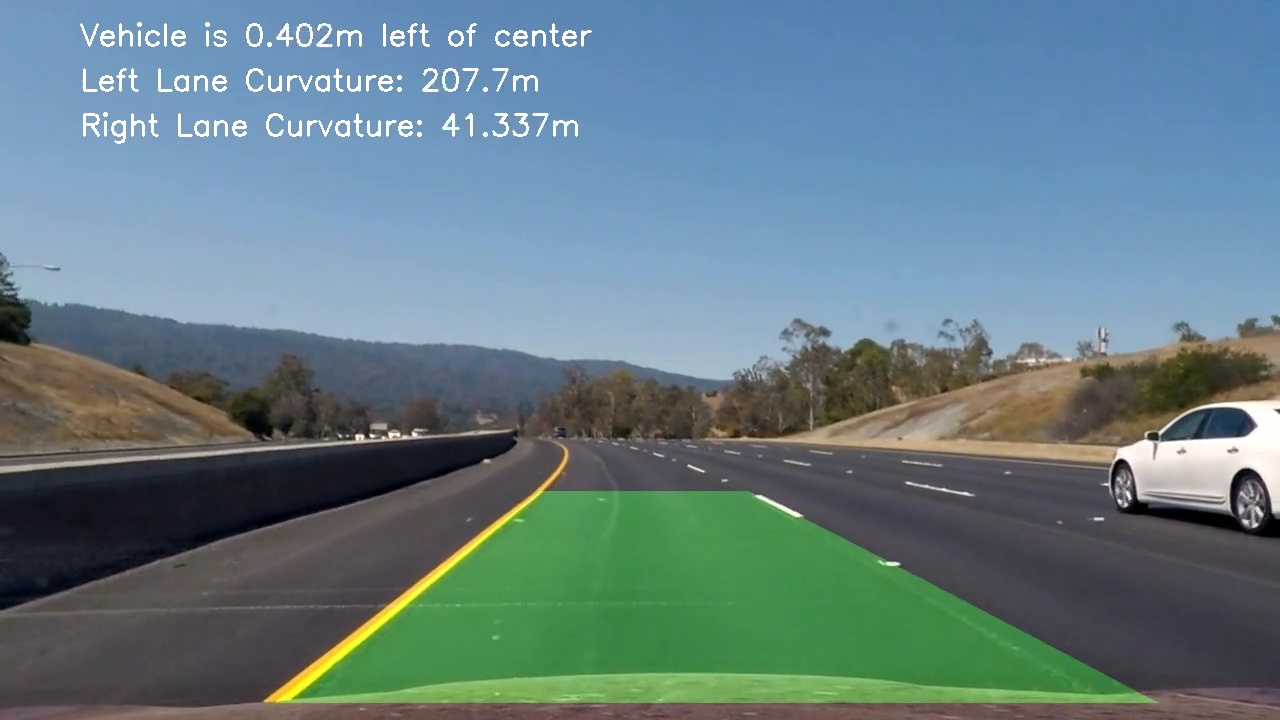 Vehicle is 0.402m left of center
Left Lane Curvature: 207.7m
Right Lane Curvature: 41.337m